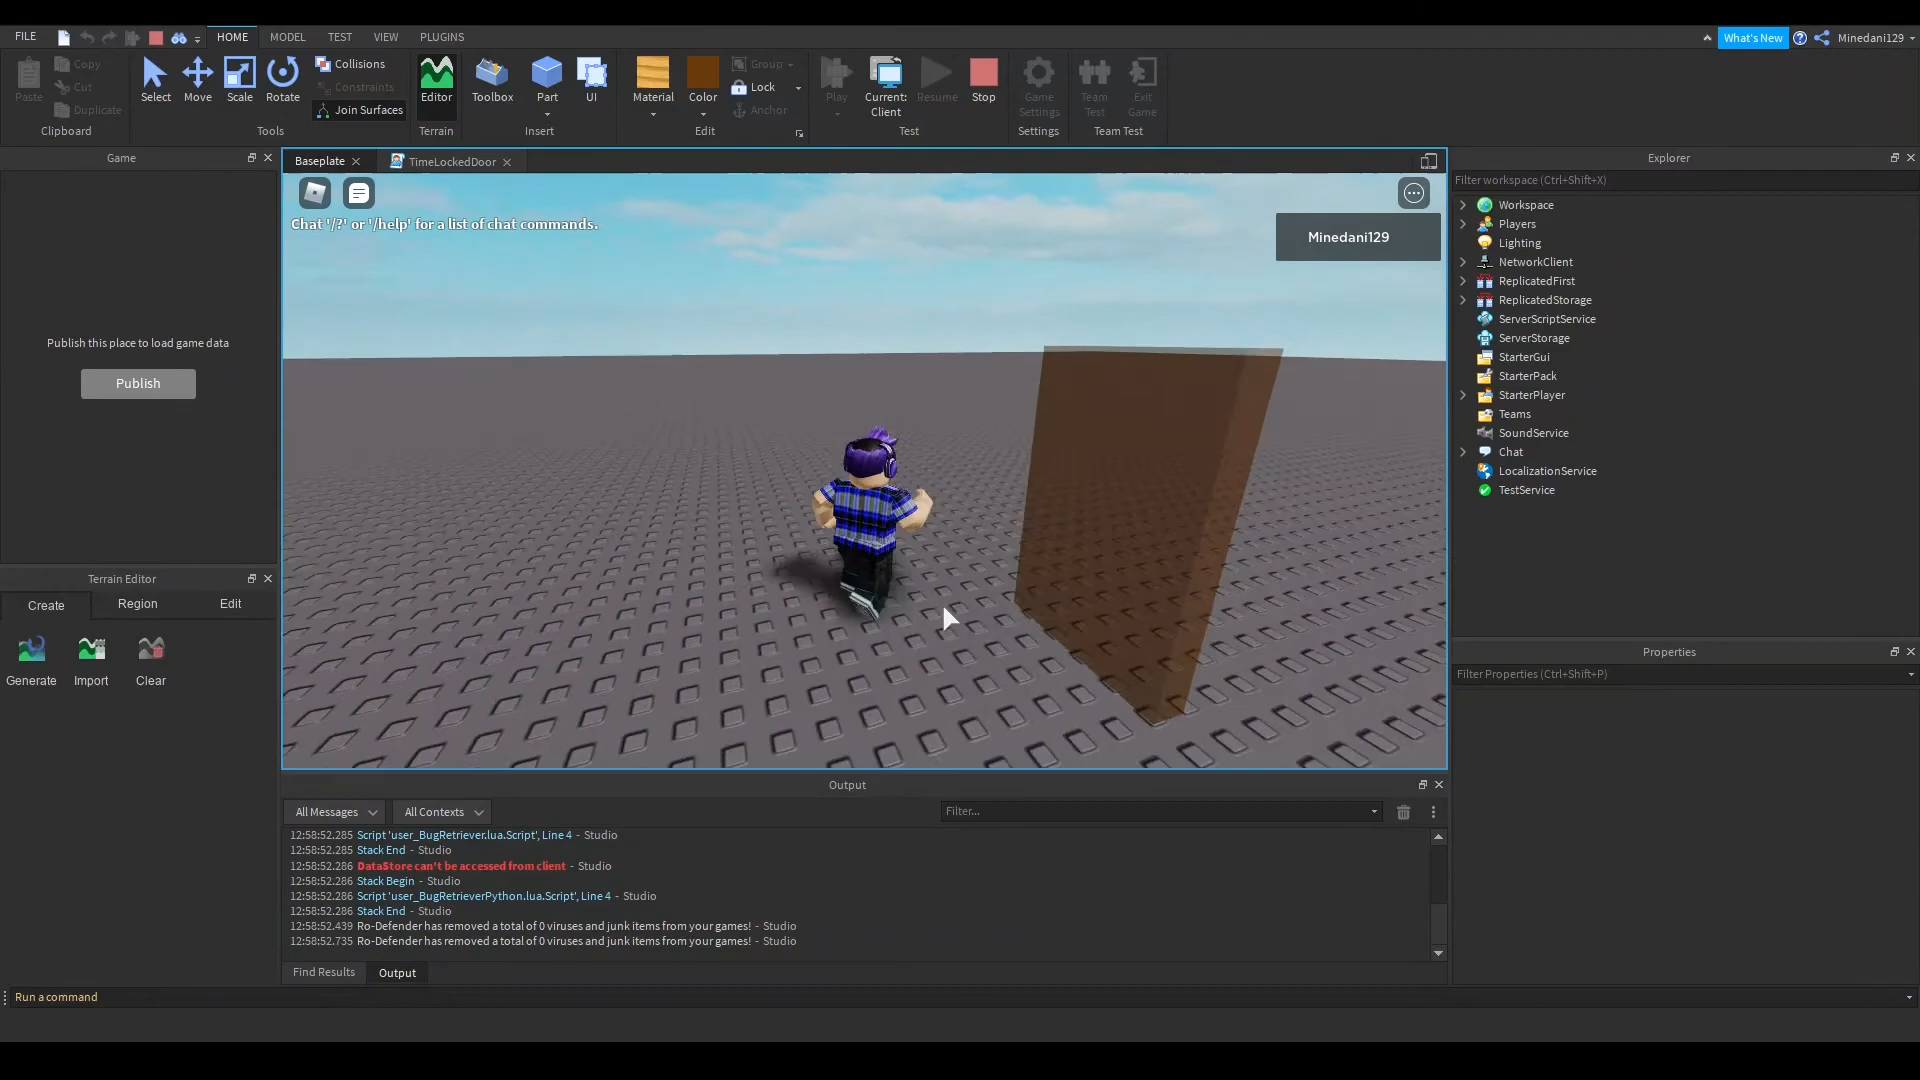 FILE
HOME
MODEL
TEST
VIEW
PLUGINS
What's New
Minedani129
Paste
Copy
Cut
Duplicate
Clipboard
Select
Move
Scale
Rotate
Collisions
Constraints
Join Surfaces
Tools
Editor
Terrain
Toolbox
Part
UI
Insert
Material
Color
Group
Lock
Anchor
Edit
Play
Current:
Client
Resume
Stop
Test
Game
Settings
Settings
Team
Test
Exit
Game
Team Test
Game
Publish this place to load game data
Publish
Terrain Editor
Create
Region
Edit
Generate
Import
Clear
Baseplate
TimeLockedDoor
Chat '/?' or '/help' for a list of chat commands.
Minedani129
Output
All Messages
All Contexts
Filter...
12:58:52.285 Script 'user_BugRetriever.lua.Script', Line 4 - Studio
12:58:52.285 Stack End - Studio
12:58:52.286 DataStore can't be accessed from client - Studio
12:58:52.286 Stack Begin - Studio
12:58:52.286 Script 'user_BugRetrieverPython.lua.Script', Line 4 - Studio
12:58:52.286 Stack End - Studio
12:58:52.439 Ro-Defender has removed a total of 0 viruses and junk items from your games! - Studio
12:58:52.735 Ro-Defender has removed a total of 0 viruses and junk items from your games! - Studio
Find Results
Output
Run a command
Explorer
Filter workspace (Ctrl+Shift+X)
Workspace
Players
Lighting
NetworkClient
ReplicatedFirst
ReplicatedStorage
ServerScriptService
ServerStorage
StarterGui
StarterPack
StarterPlayer
Teams
SoundService
Chat
LocalizationService
TestService
Properties
Filter Properties (Ctrl+Shift+P)